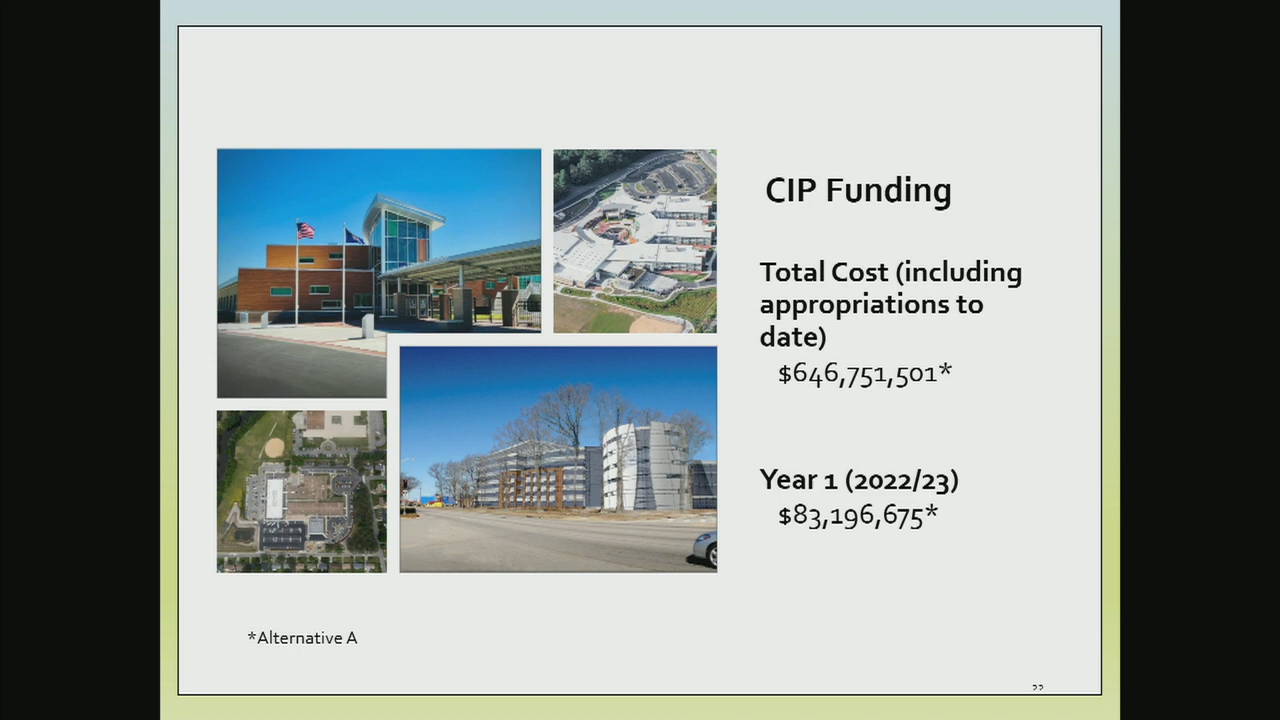 CIP Funding
Total Cost (including
appropriations to
date)
$646,751,501*
Year 1 (2022/23)
$83,196,675*
*Alternative A